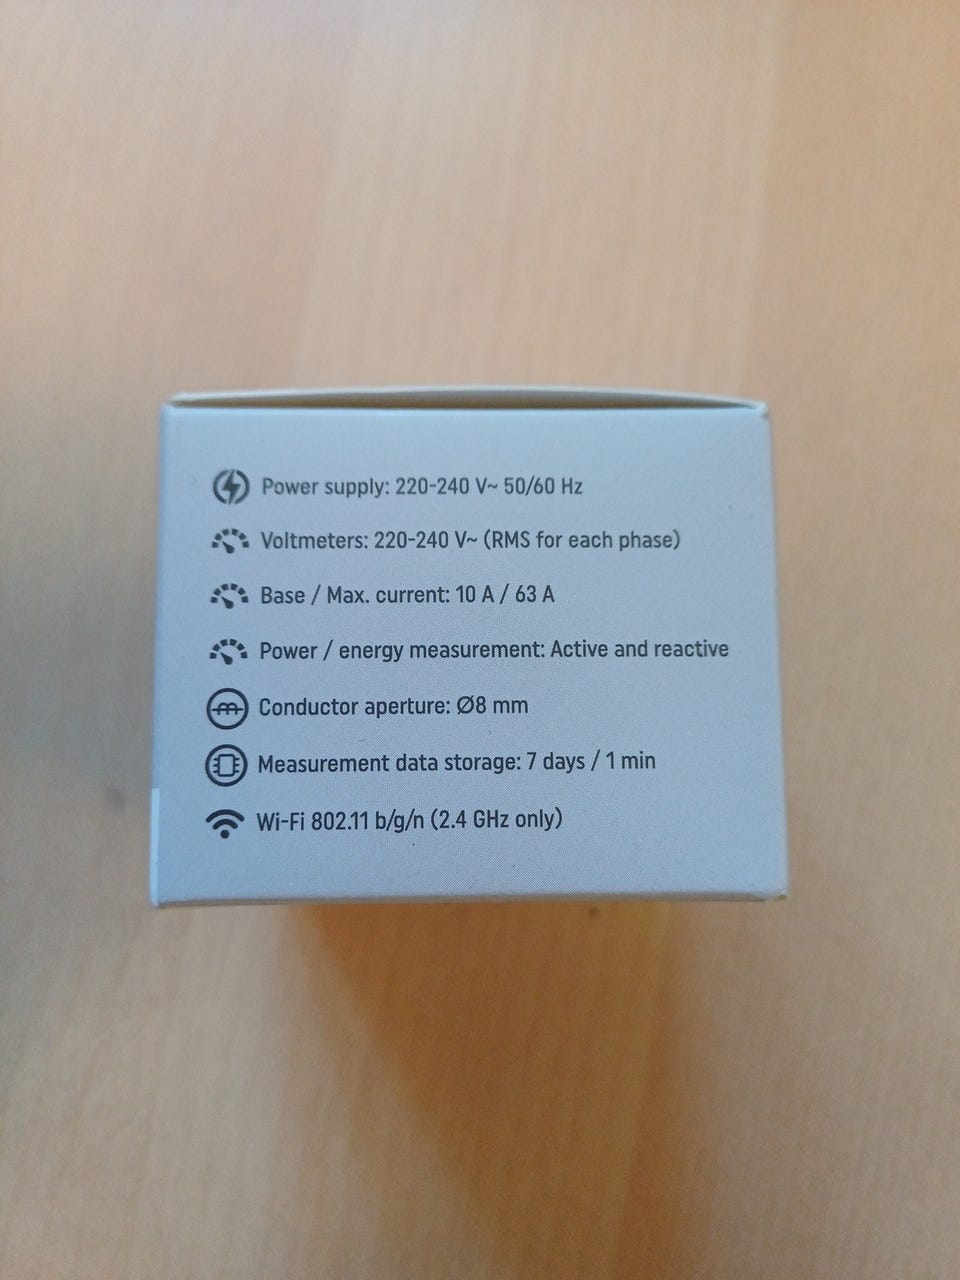 Power supply: 220-240 V~ 50/60 Hz
Voltmeters: 220-240 V~ (RMS for each phase)
Base / Max. current: 10 A / 63 A
Power / energy measurement: Active and reactive
Conductor aperture: Ø8 mm
Measurement data storage: 7 days / 1 min
Wi-Fi 802.11 b/g/n (2.4 GHz only)